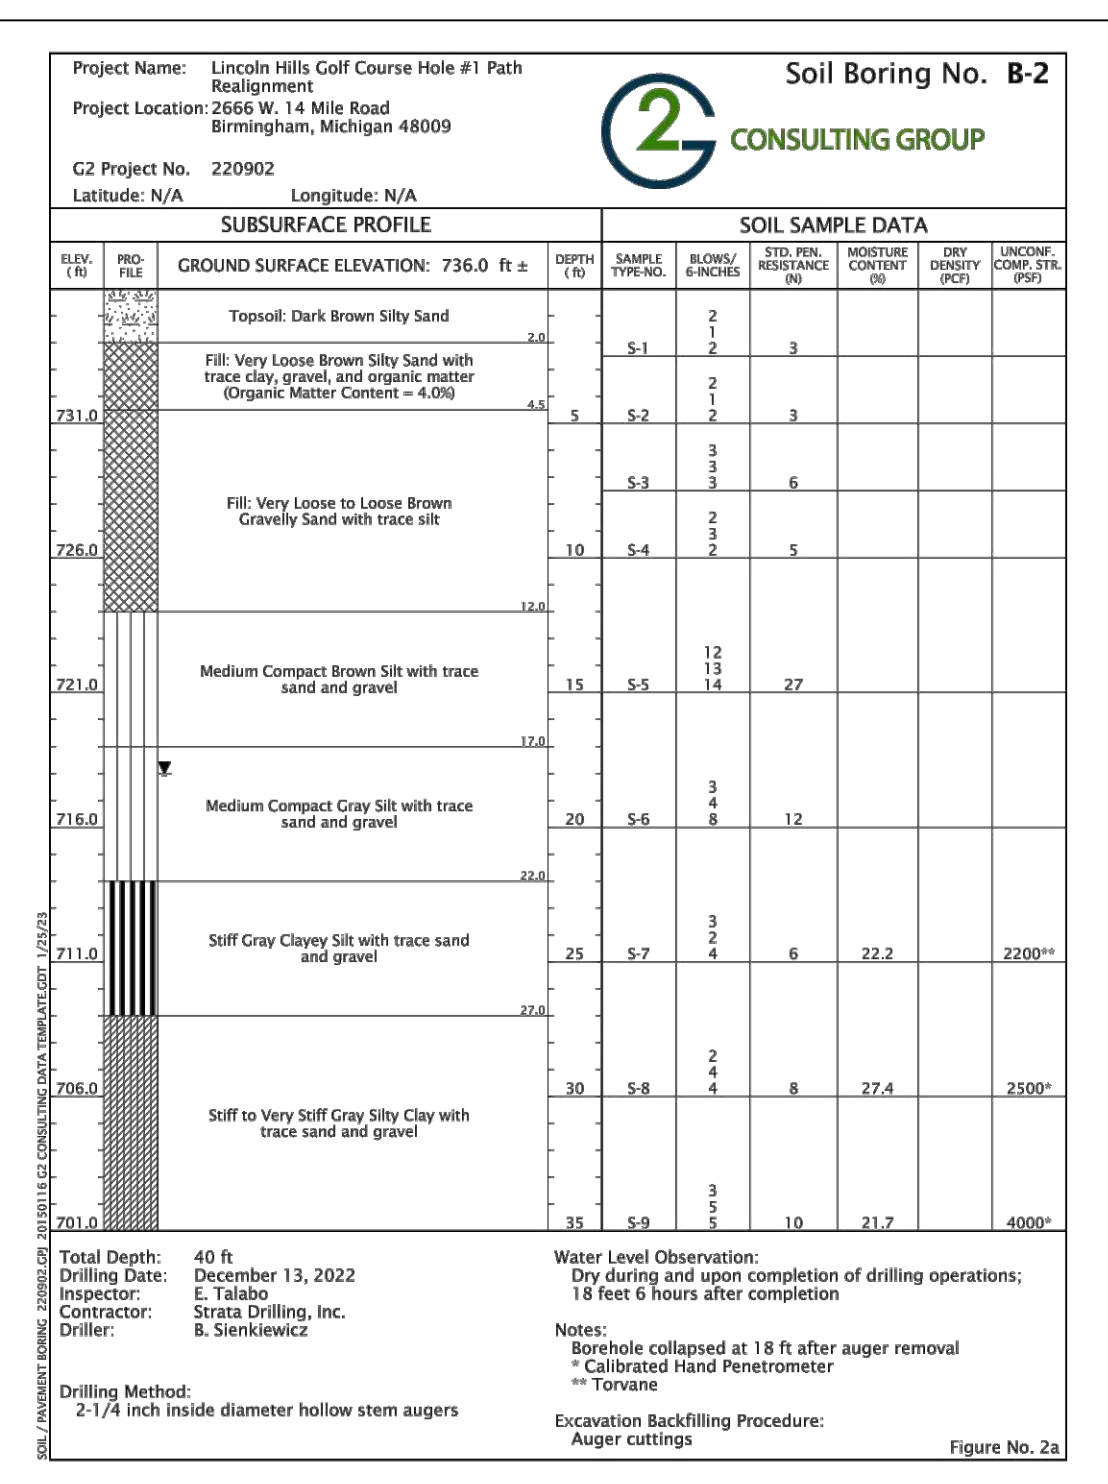 Project Name: Lincoln Hills Golf Course Hole #1 Path
Realignment
Project Location: 2666 W. 14 Mile Road
Birmingham, Michigan 48009
G2 Project No. 220902
Latitude: N/A Longitude: N/A
Soil Boring No. B-2
G2 CONSULTING GROUP
SUBSURFACE PROFILE
SOIL SAMPLE DATA
ELEV. (ft)
PRO-FILE
GROUND SURFACE ELEVATION: 736.0 ft ±
DEPTH (ft)
SAMPLE TYPE-NO.
BLOWS/ 6-INCHES
STD. PEN. RESISTANCE (N)
MOISTURE CONTENT (%)
DRY DENSITY (PCF)
UNCONF. COMP. STR. (PSF)
Topsoil: Dark Brown Silty Sand
2.0
2
1
S-1 2 3
Fill: Very Loose Brown Silty Sand with
trace clay, gravel, and organic matter
(Organic Matter Content = 4.0%)
4.5
2
1
731.0 5 S-2 2 3
3
3
S-3 3 6
Fill: Very Loose to Loose Brown
Gravelly Sand with trace silt
2
3
726.0 10 S-4 2 5
12.0
12
13
Medium Compact Brown Silt with trace
sand and gravel
721.0 15 S-5 14 27
17.0
3
4
Medium Compact Gray Silt with trace
sand and gravel
716.0 20 S-6 8 12
22.0
3
2
Stiff Gray Clayey Silt with trace sand
and gravel
711.0 25 S-7 4 6 22.2 2200**
27.0
2
4
706.0 30 S-8 4 8 27.4 2500*
Stiff to Very Stiff Gray Silty Clay with
trace sand and gravel
3
5
701.0 35 S-9 5 10 21.7 4000*
Total Depth: 40 ft
Drilling Date: December 13, 2022
Inspector: E. Talabo
Contractor: Strata Drilling, Inc.
Driller: B. Sienkiewicz
Drilling Method:
2-1/4 inch inside diameter hollow stem augers
Water Level Observation:
Dry during and upon completion of drilling operations;
18 feet 6 hours after completion
Notes:
Borehole collapsed at 18 ft after auger removal
* Calibrated Hand Penetrometer
** Torvane
Excavation Backfilling Procedure:
Auger cuttings
Figure No. 2a
SOIL / PAVEMENT BORING 220902.GPJ 20150116 G2 CONSULTING DATA TEMPLATE.GDT 1/25/23